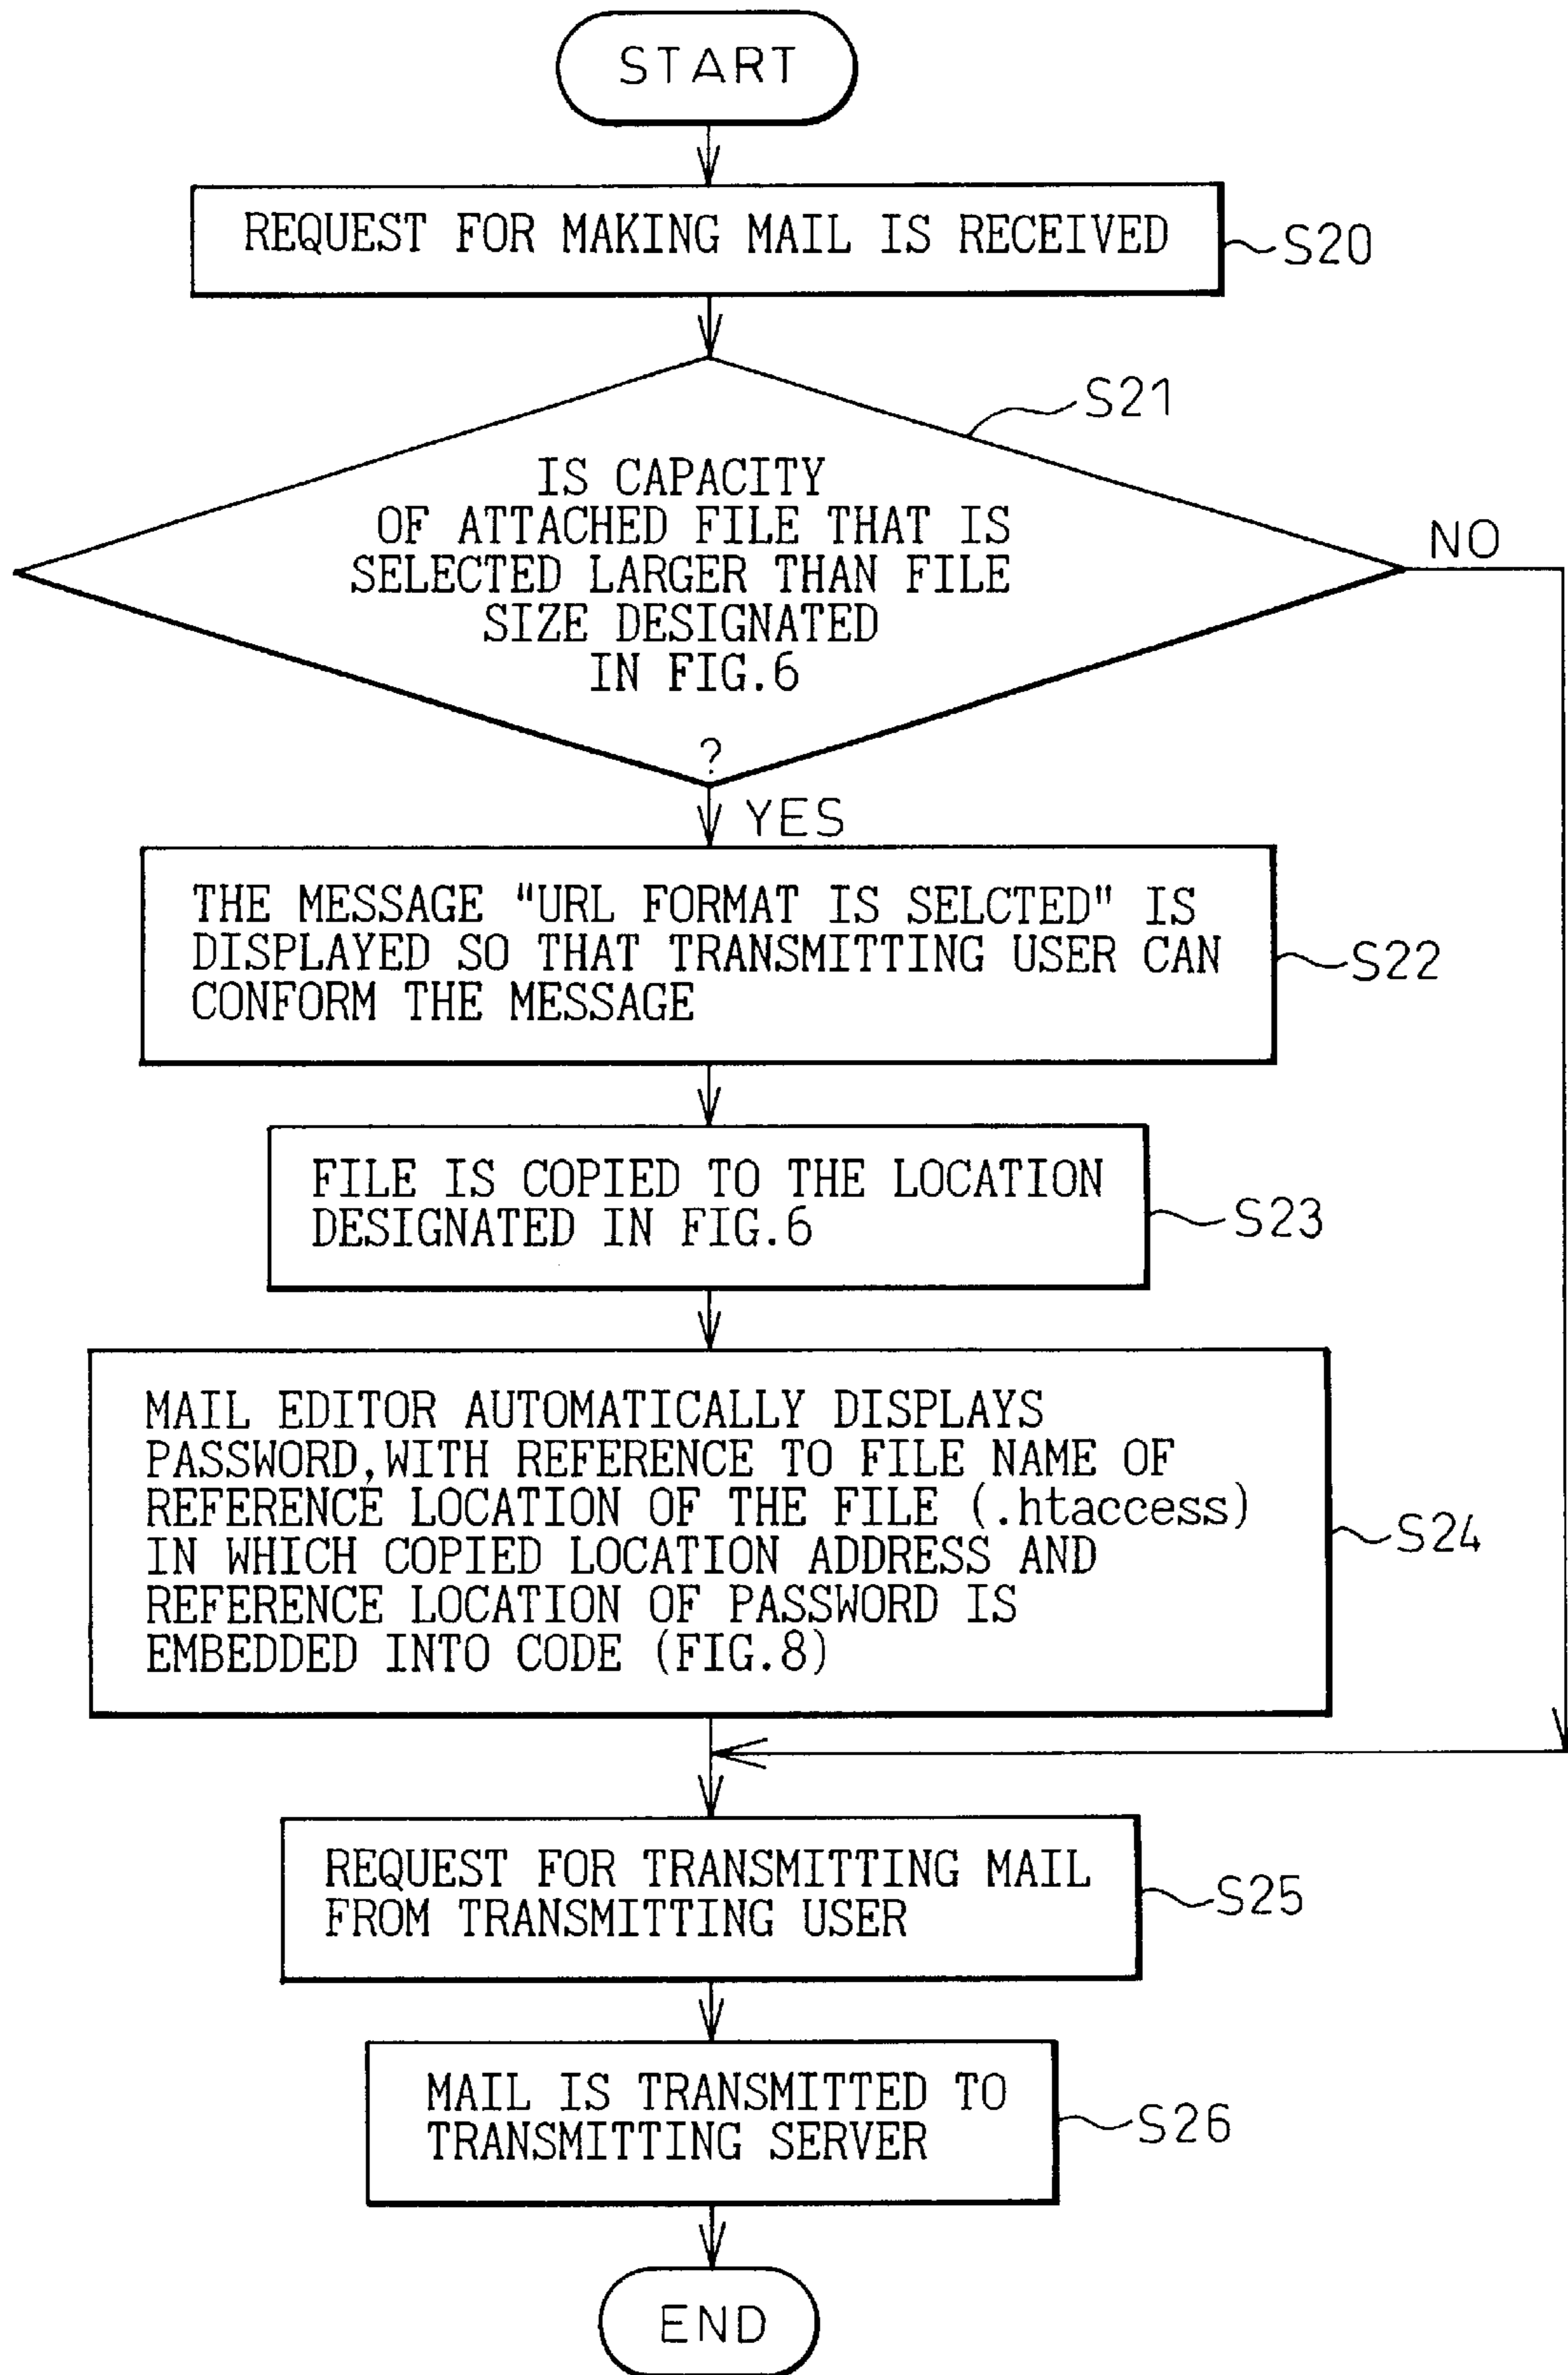 START
REQUEST FOR MAKING MAIL IS RECEIVED
S20
S21
IS CAPACITY
OF ATTACHED FILE THAT IS
SELECTED LARGER THAN FILE
SIZE DESIGNATED
IN FIG.6
?
NO
YES
THE MESSAGE "URL FORMAT IS SELCTED" IS
DISPLAYED SO THAT TRANSMITTING USER CAN
CONFORM THE MESSAGE
S22
FILE IS COPIED TO THE LOCATION
DESIGNATED IN FIG.6
S23
MAIL EDITOR AUTOMATICALLY DISPLAYS
PASSWORD,WITH REFERENCE TO FILE NAME OF
REFERENCE LOCATION OF THE FILE (.htaccess)
IN WHICH COPIED LOCATION ADDRESS AND
REFERENCE LOCATION OF PASSWORD IS
EMBEDDED INTO CODE (FIG.8)
S24
REQUEST FOR TRANSMITTING MAIL
FROM TRANSMITTING USER
S25
MAIL IS TRANSMITTED TO
TRANSMITTING SERVER
S26
END